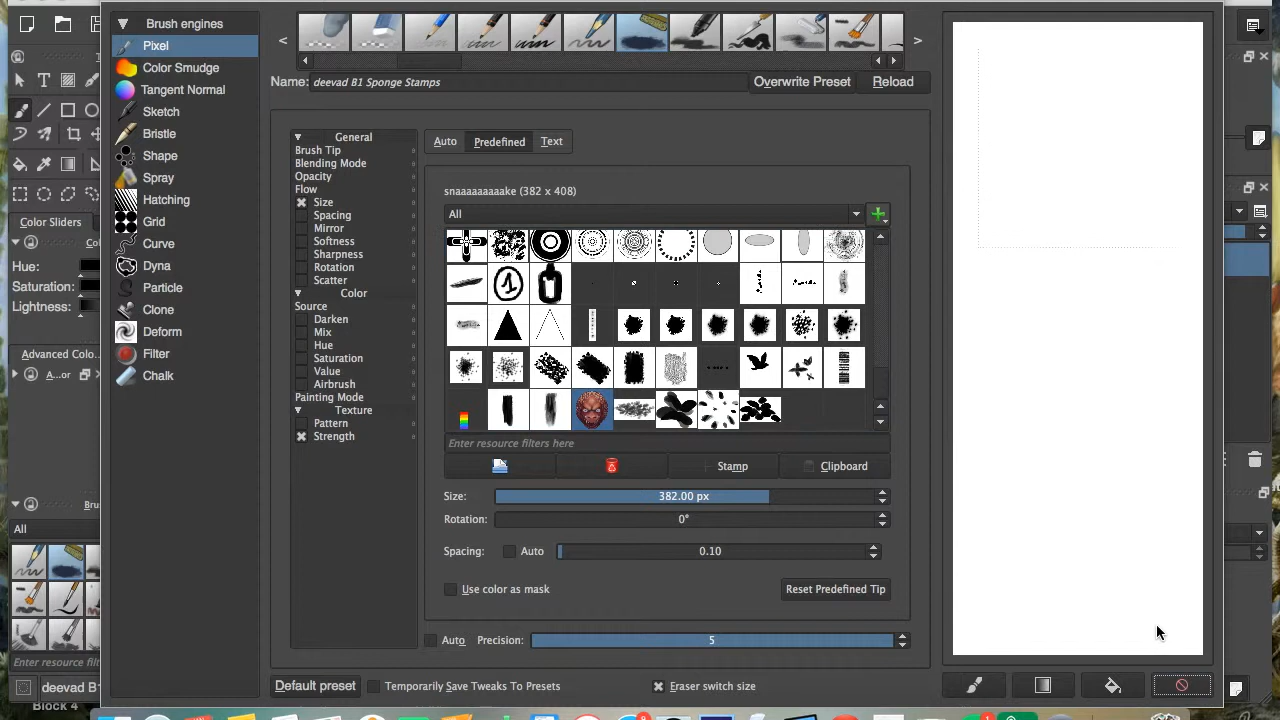 Brush engines
Pixel
Color Smudge
Tangent Normal
Sketch
Bristle
Shape
Spray
Hatching
Grid
Curve
Dyna
Particle
Clone
Deform
Filter
Chalk
Name: deevad B1 Sponge Stamps
Overwrite Preset
Reload
General
Brush Tip
Blending Mode
Opacity
Flow
Size
Spacing
Mirror
Softness
Sharpness
Rotation
Scatter
Color
Source
Darken
Mix
Hue
Saturation
Value
Airbrush
Painting Mode
Texture
Pattern
Strength
Auto Predefined Text
snaaaaaaaaake (382 x 408)
All
Enter resource filters here
Stamp Clipboard
Size: 382.00 px
Rotation: 0°
Spacing: Auto 0.10
Use color as mask Reset Predefined Tip
Auto Precision: 5
Default preset Temporarily Save Tweaks To Presets Eraser switch size
Color Sliders
Hue:
Saturation:
Lightness:
Advanced Colo...
A...or
All
Enter resource
deevad B1
Block 4